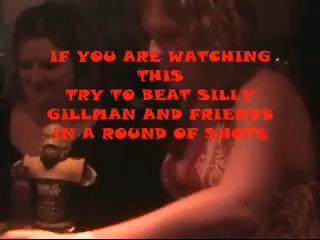 IF YOU ARE WATCHING
THIS
TRY TO BEAT SILLY
GILLMAN AND FRIENDS
IN A ROUND OF SHOTS